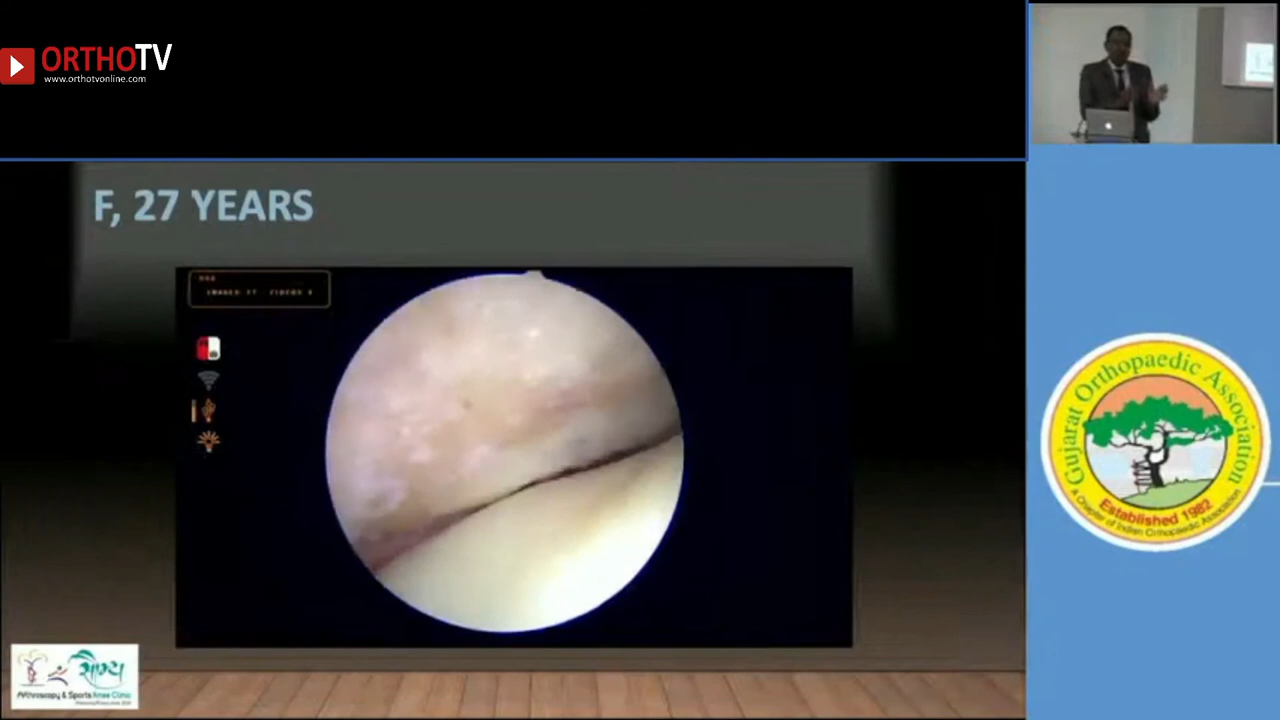 ORTHOTV
www.orthotvonline.com
F, 27 YEARS
Gujarat Orthopaedic Association
Established 1982
A Chapter of Indian Orthopaedic Association
Arthroscopy & Sports Knee Clinic